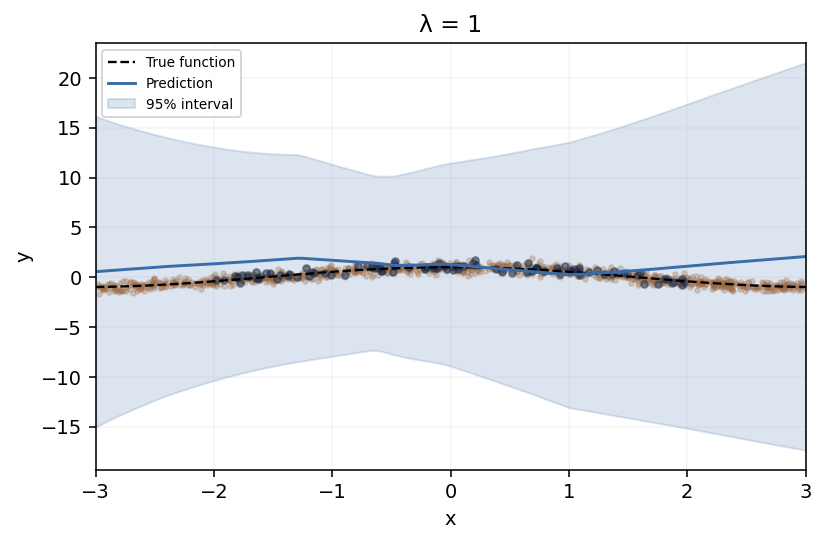 λ = 1
True function
Prediction
95% interval
20
15
10
5
0
−5
−10
−15
y
−3 −2 −1 0 1 2 3
x